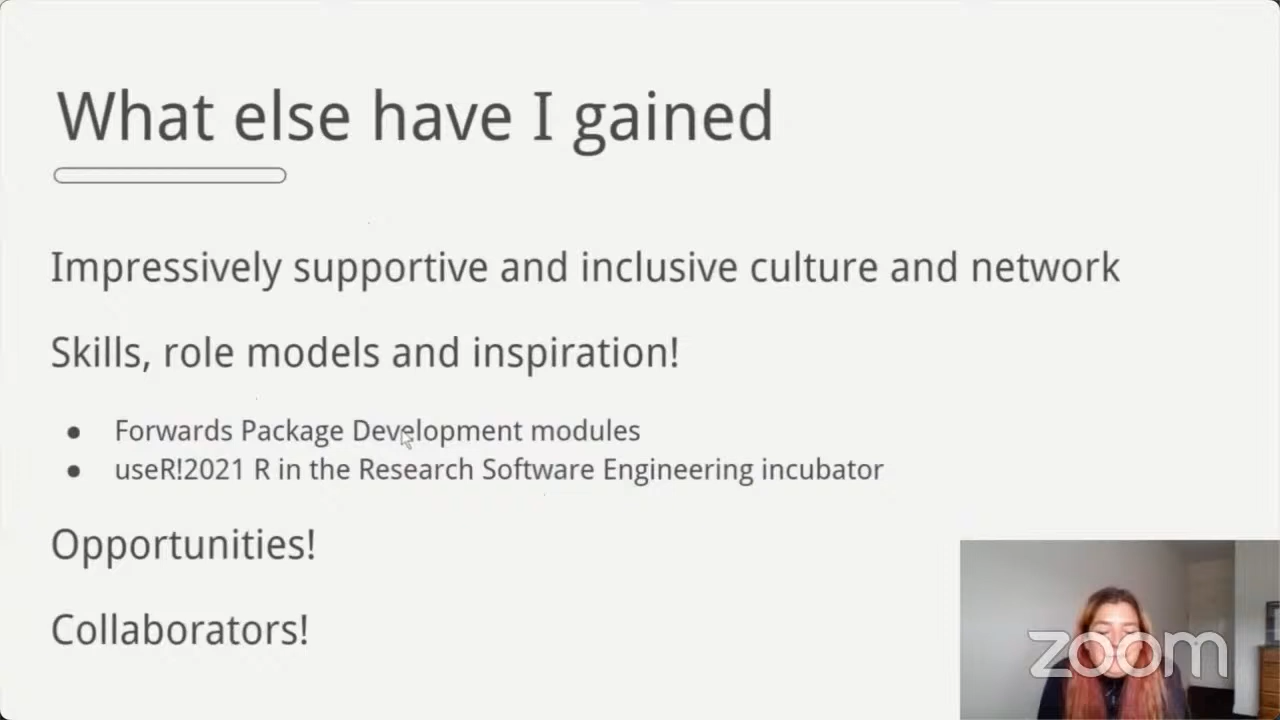 What else have I gained
Impressively supportive and inclusive culture and network
Skills, role models and inspiration!
● Forwards Package Development modules
● useR!2021 R in the Research Software Engineering incubator
Opportunities!
Collaborators!
zoom